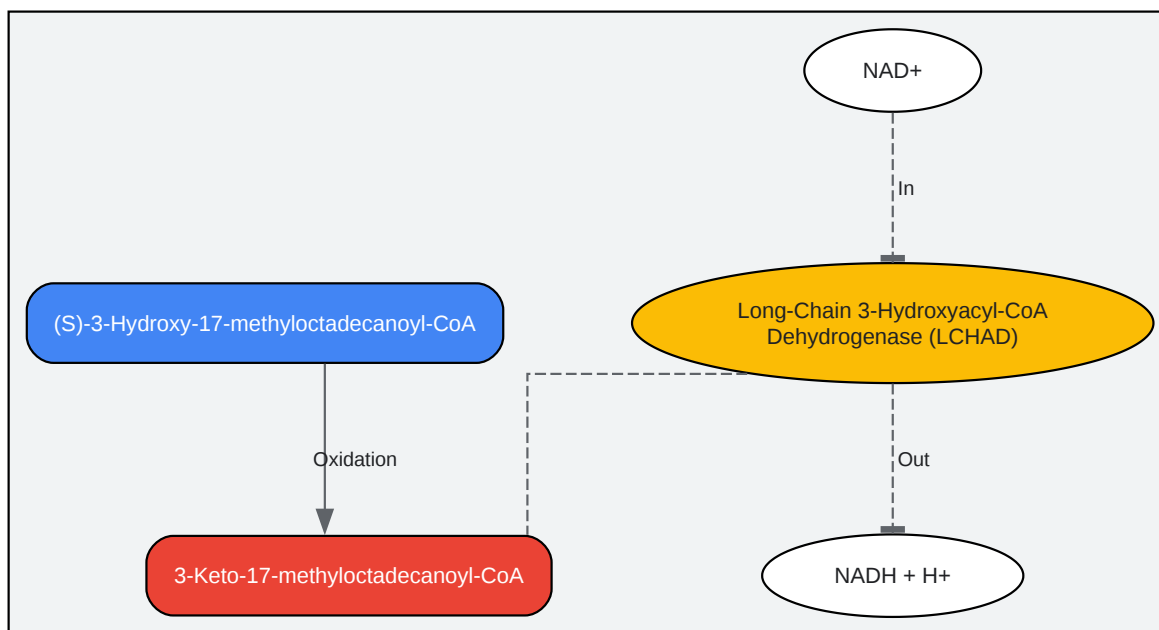 NAD+
In
(S)-3-Hydroxy-17-methyloctadecanoyl-CoA
Long-Chain 3-Hydroxyacyl-CoA
Dehydrogenase (LCHAD)
Oxidation
Out
3-Keto-17-methyloctadecanoyl-CoA
NADH + H+